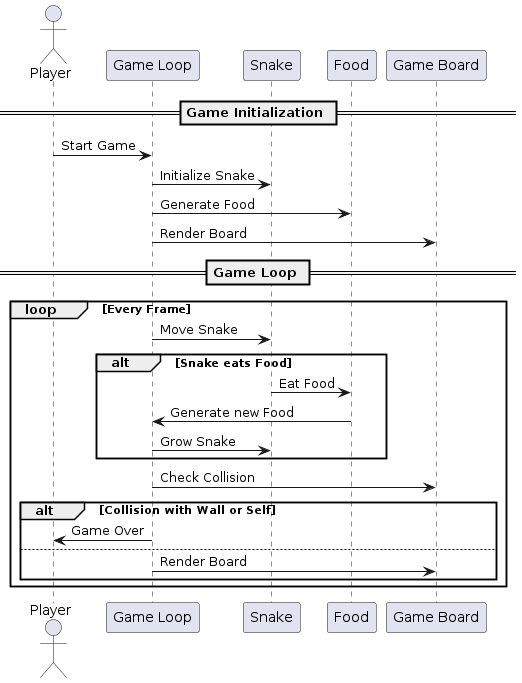 Player
Game Loop Snake Food Game Board
Game Initialization
Start Game
Initialize Snake
Generate Food
Render Board
Game Loop
loop [Every Frame]
Move Snake
alt [Snake eats Food]
Eat Food
Generate new Food
Grow Snake
Check Collision
alt [Collision with Wall or Self]
Game Over
Render Board
Player
Game Loop Snake Food Game Board